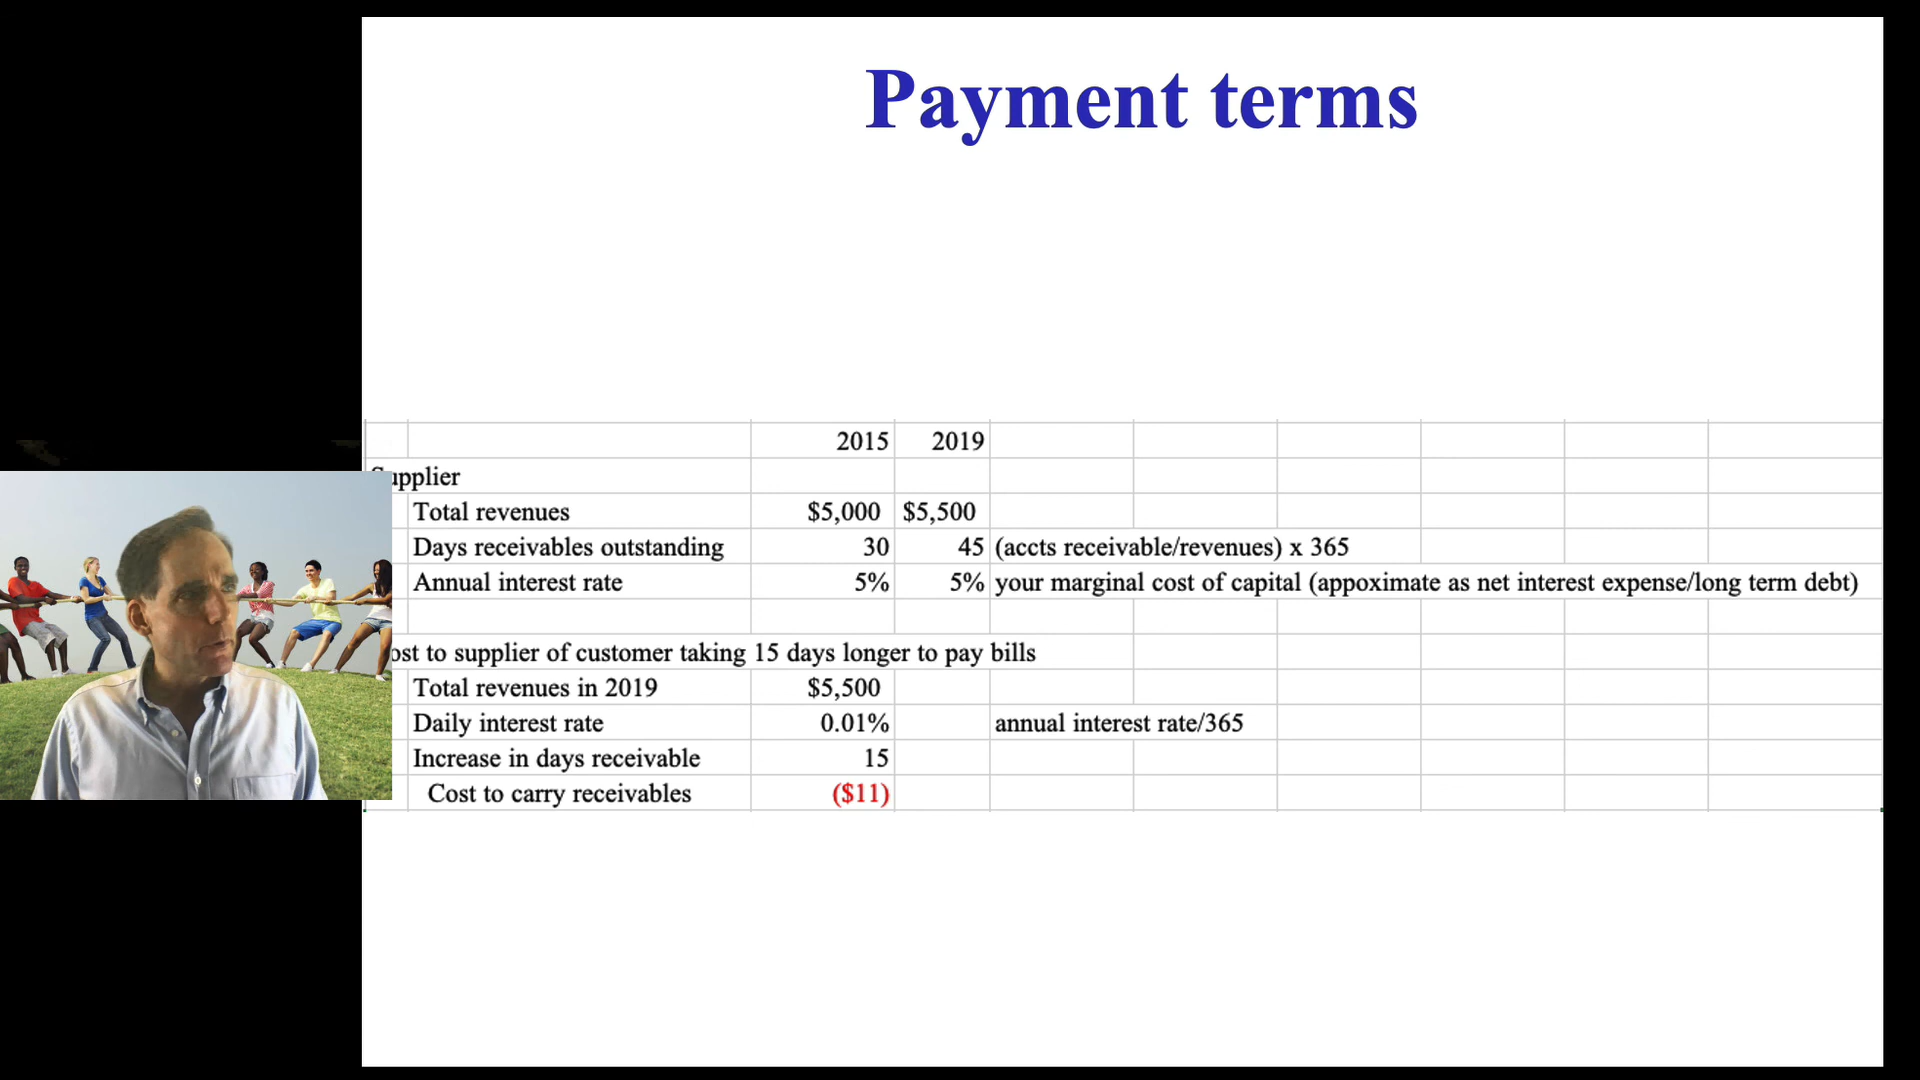 Payment terms
2015 2019
Supplier
Total revenues $5,000 $5,500
Days receivables outstanding 30 45 (accts receivable/revenues) x 365
Annual interest rate 5% 5% your marginal cost of capital (appoximate as net interest expense/long term debt)
ost to supplier of customer taking 15 days longer to pay bills
Total revenues in 2019 $5,500
Daily interest rate 0.01% annual interest rate/365
Increase in days receivable 15
Cost to carry receivables ($11)